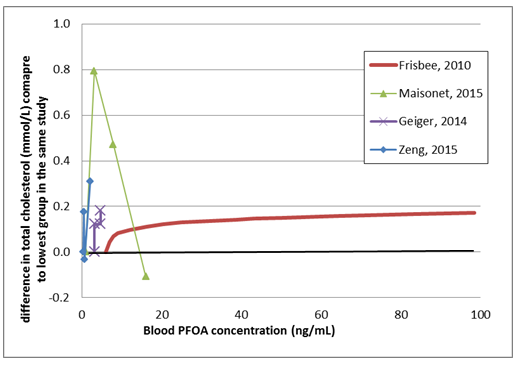 difference in total cholesterol (mmol/L) comapre
to lowest group in the same study
1.0
0.8
0.6
0.4
0.2
0.0
-0.2
Frisbee, 2010
Maisonet, 2015
Geiger, 2014
Zeng, 2015
0 20 40 60 80 100
Blood PFOA concentration (ng/mL)